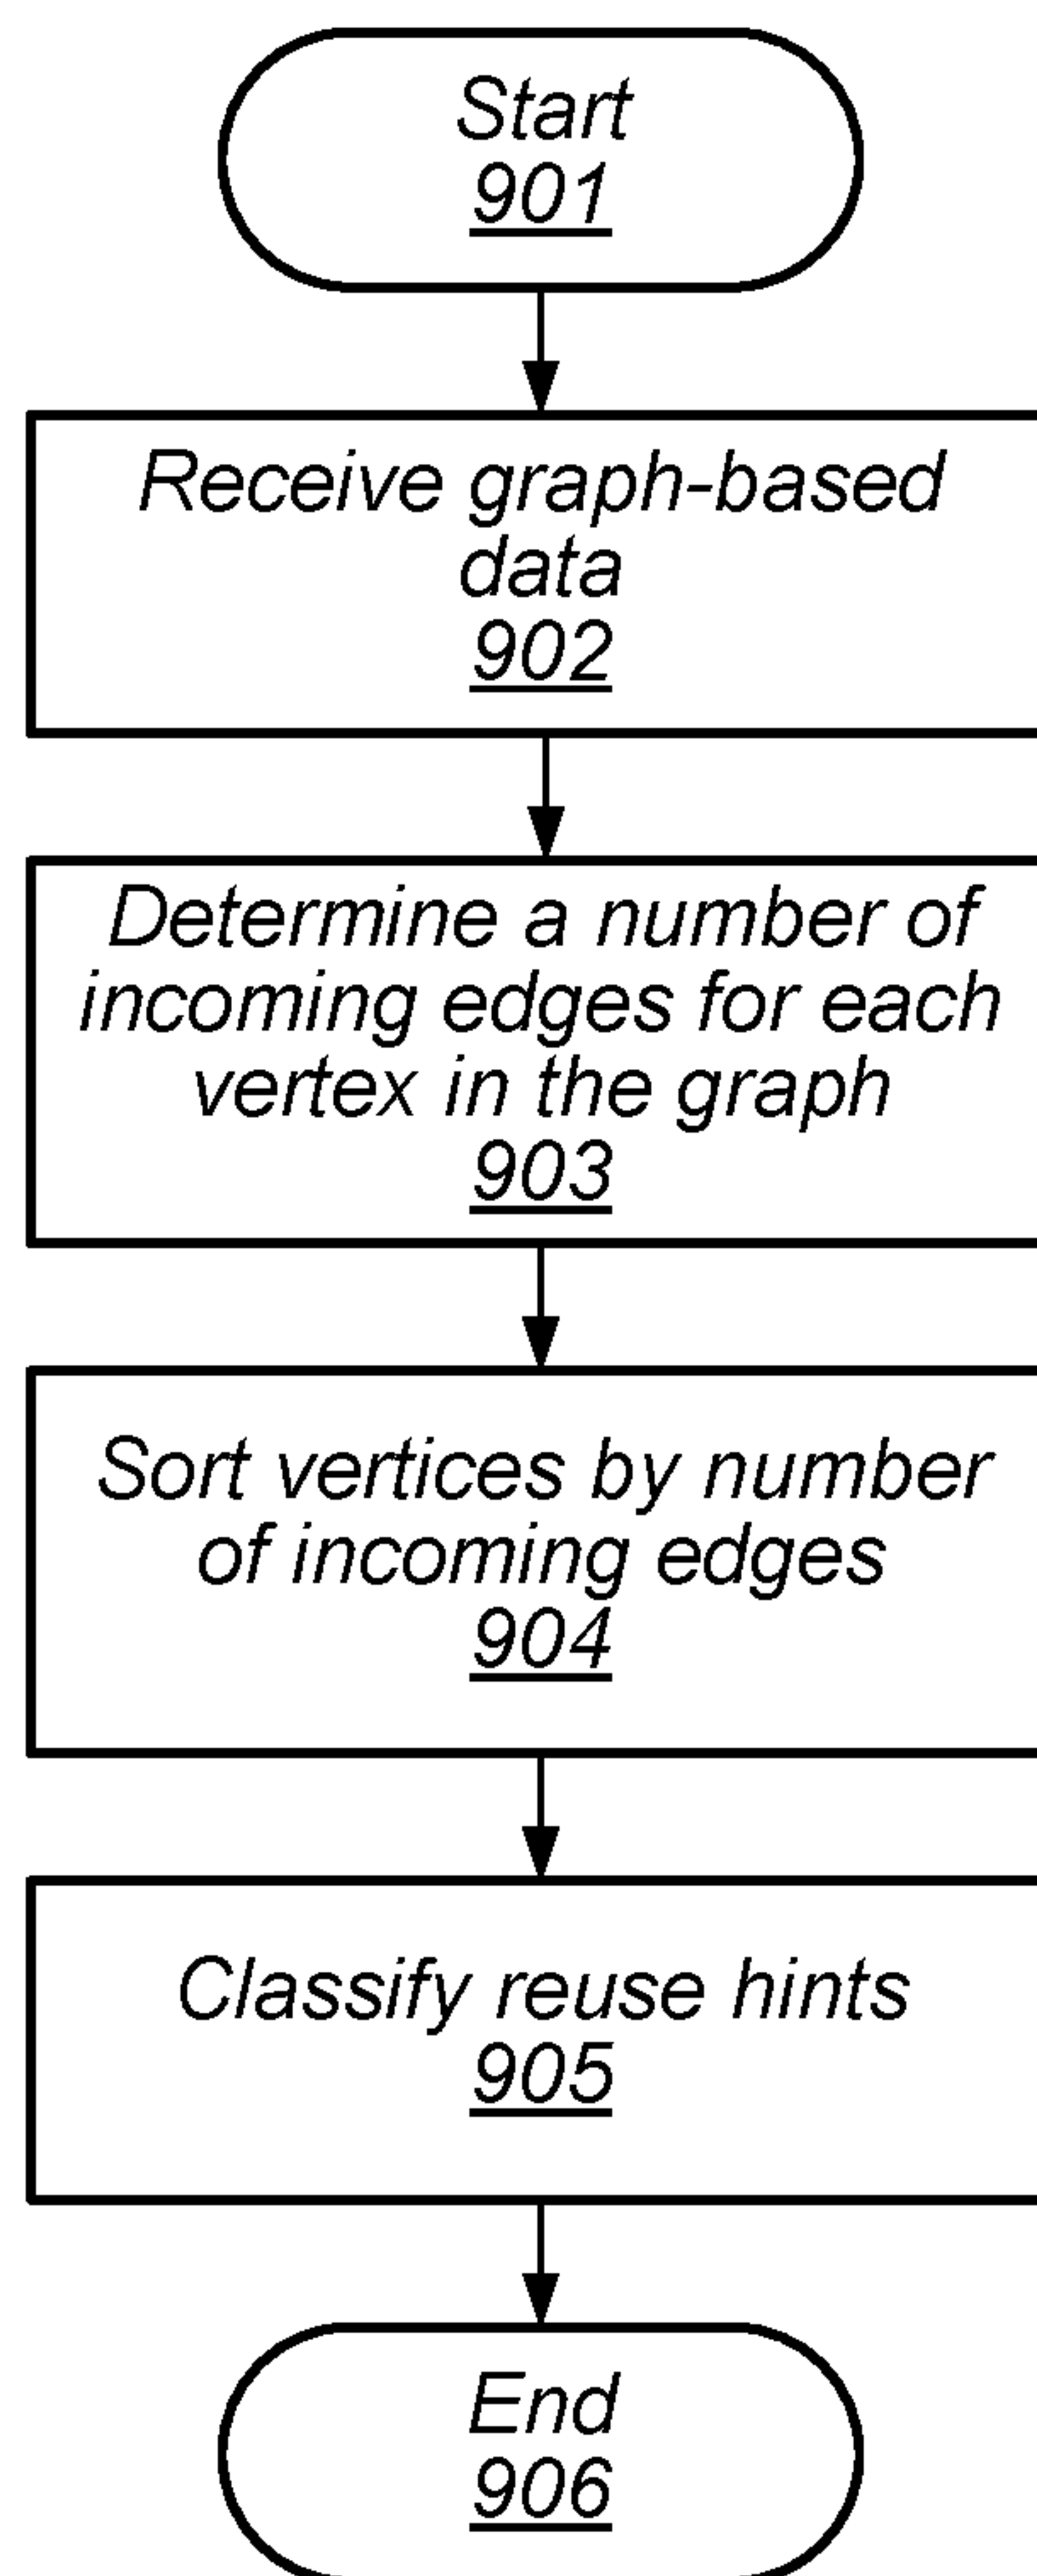 Start
901
Receive graph-based
data
902
Determine a number of
incoming edges for each
vertex in the graph
903
Sort vertices by number
of incoming edges
904
Classify reuse hints
905
End
906